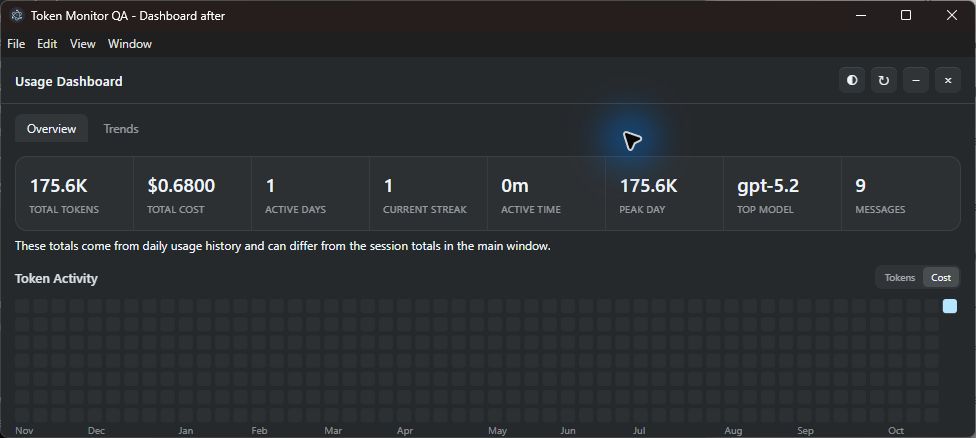 Token Monitor QA - Dashboard after
File Edit View Window
Usage Dashboard
Overview Trends
175.6K $0.6800 1 1 0m 175.6K gpt-5.2 9
TOTAL TOKENS TOTAL COST ACTIVE DAYS CURRENT STREAK ACTIVE TIME PEAK DAY TOP MODEL MESSAGES
These totals come from daily usage history and can differ from the session totals in the main window.
Token Activity Tokens Cost
Nov Dec Jan Feb Mar Apr May Jun Jul Aug Sep Oct